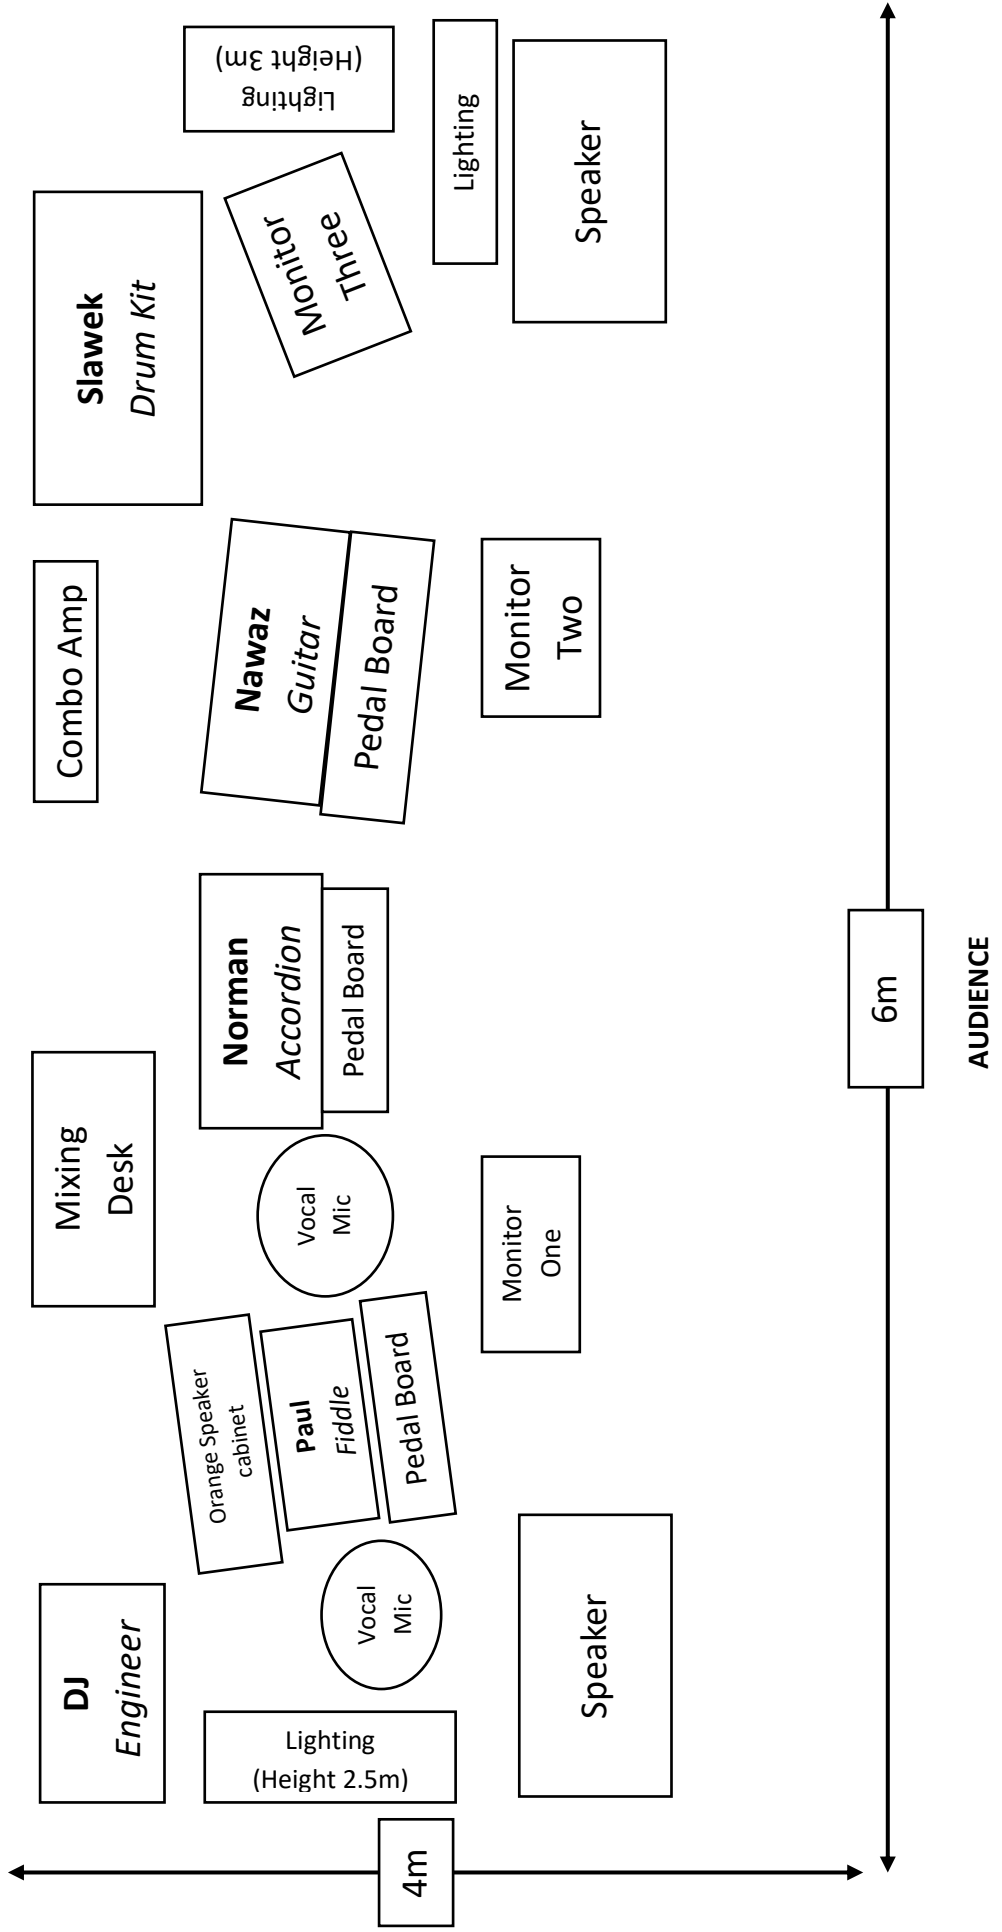 DJ
Engineer
Mixing
Desk
Combo Amp
Slawek
Drum Kit
Lighting
(Height 2.5m)
Vocal
Mic
Orange Speaker
cabinet
Paul
Fiddle
Pedal Board
Vocal
Mic
Norman
Accordion
Pedal Board
Nawaz
Guitar
Pedal Board
Monitor
Three
Lighting
(Height 3m)
Lighting
Speaker
Monitor
One
Monitor
Two
Speaker
4m
6m
AUDIENCE